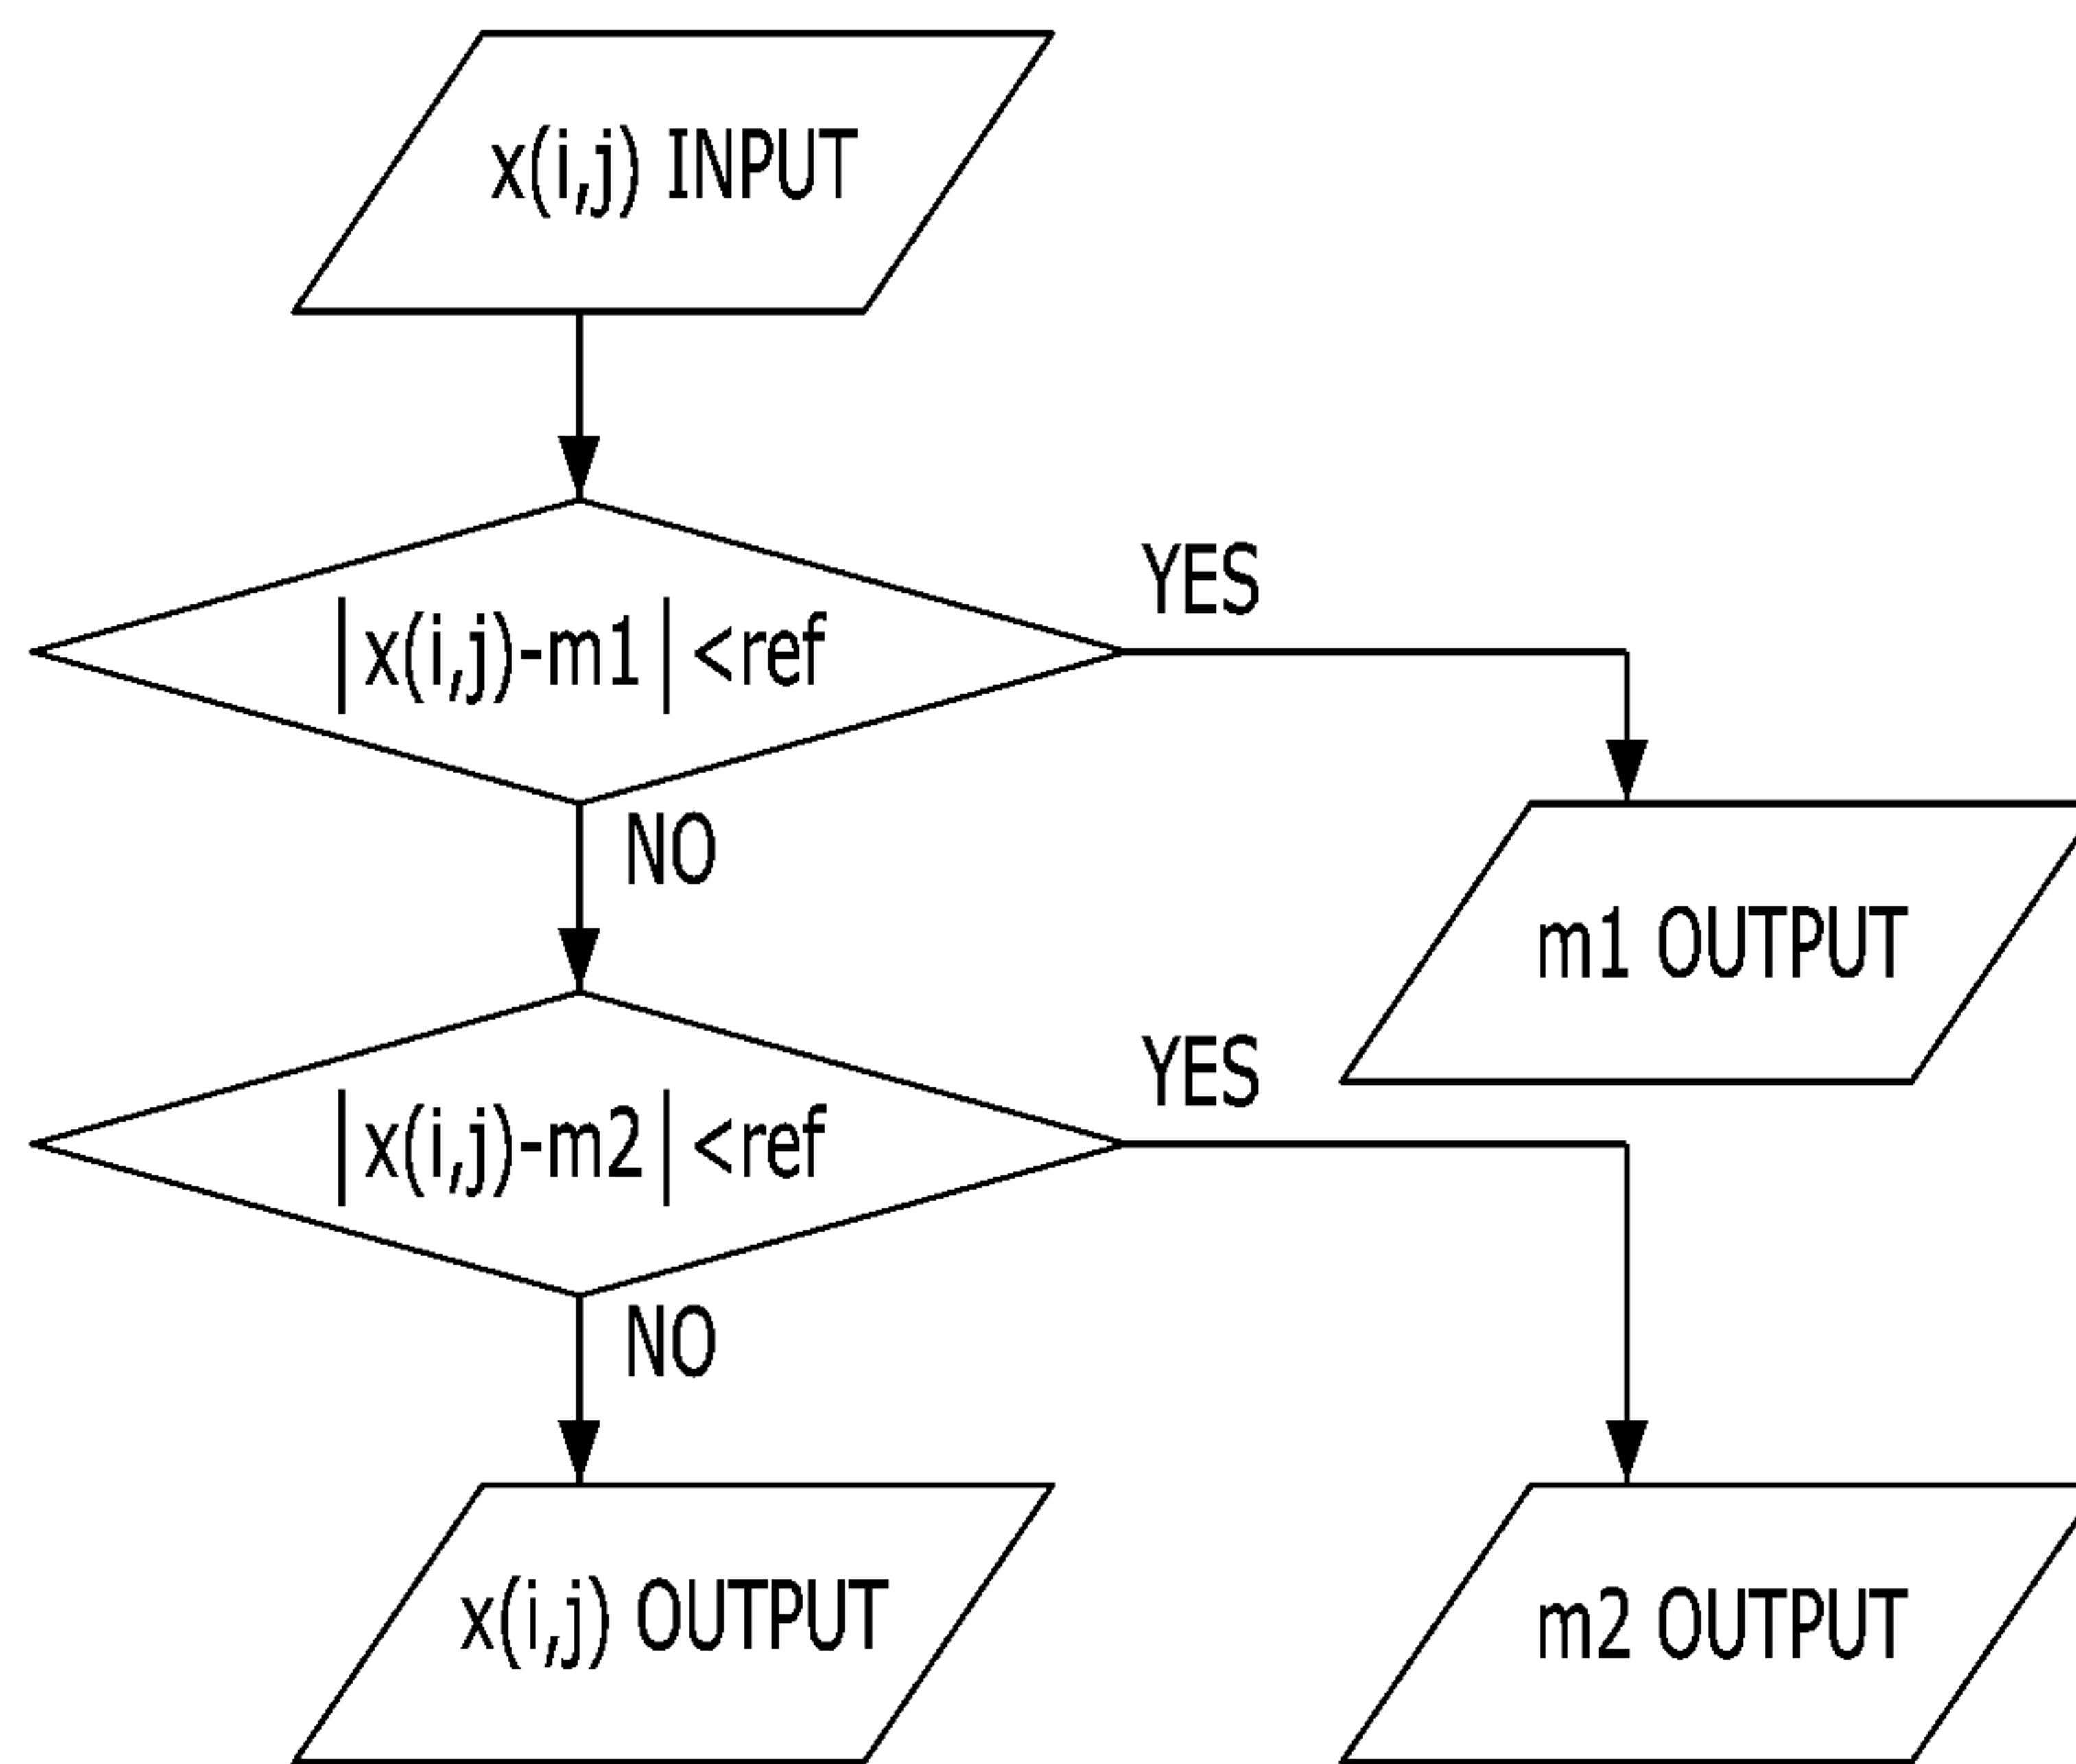 x(i,j) INPUT
|x(i,j)-m1|<ref
YES
NO
m1 OUTPUT
|x(i,j)-m2|<ref
YES
NO
x(i,j) OUTPUT
m2 OUTPUT